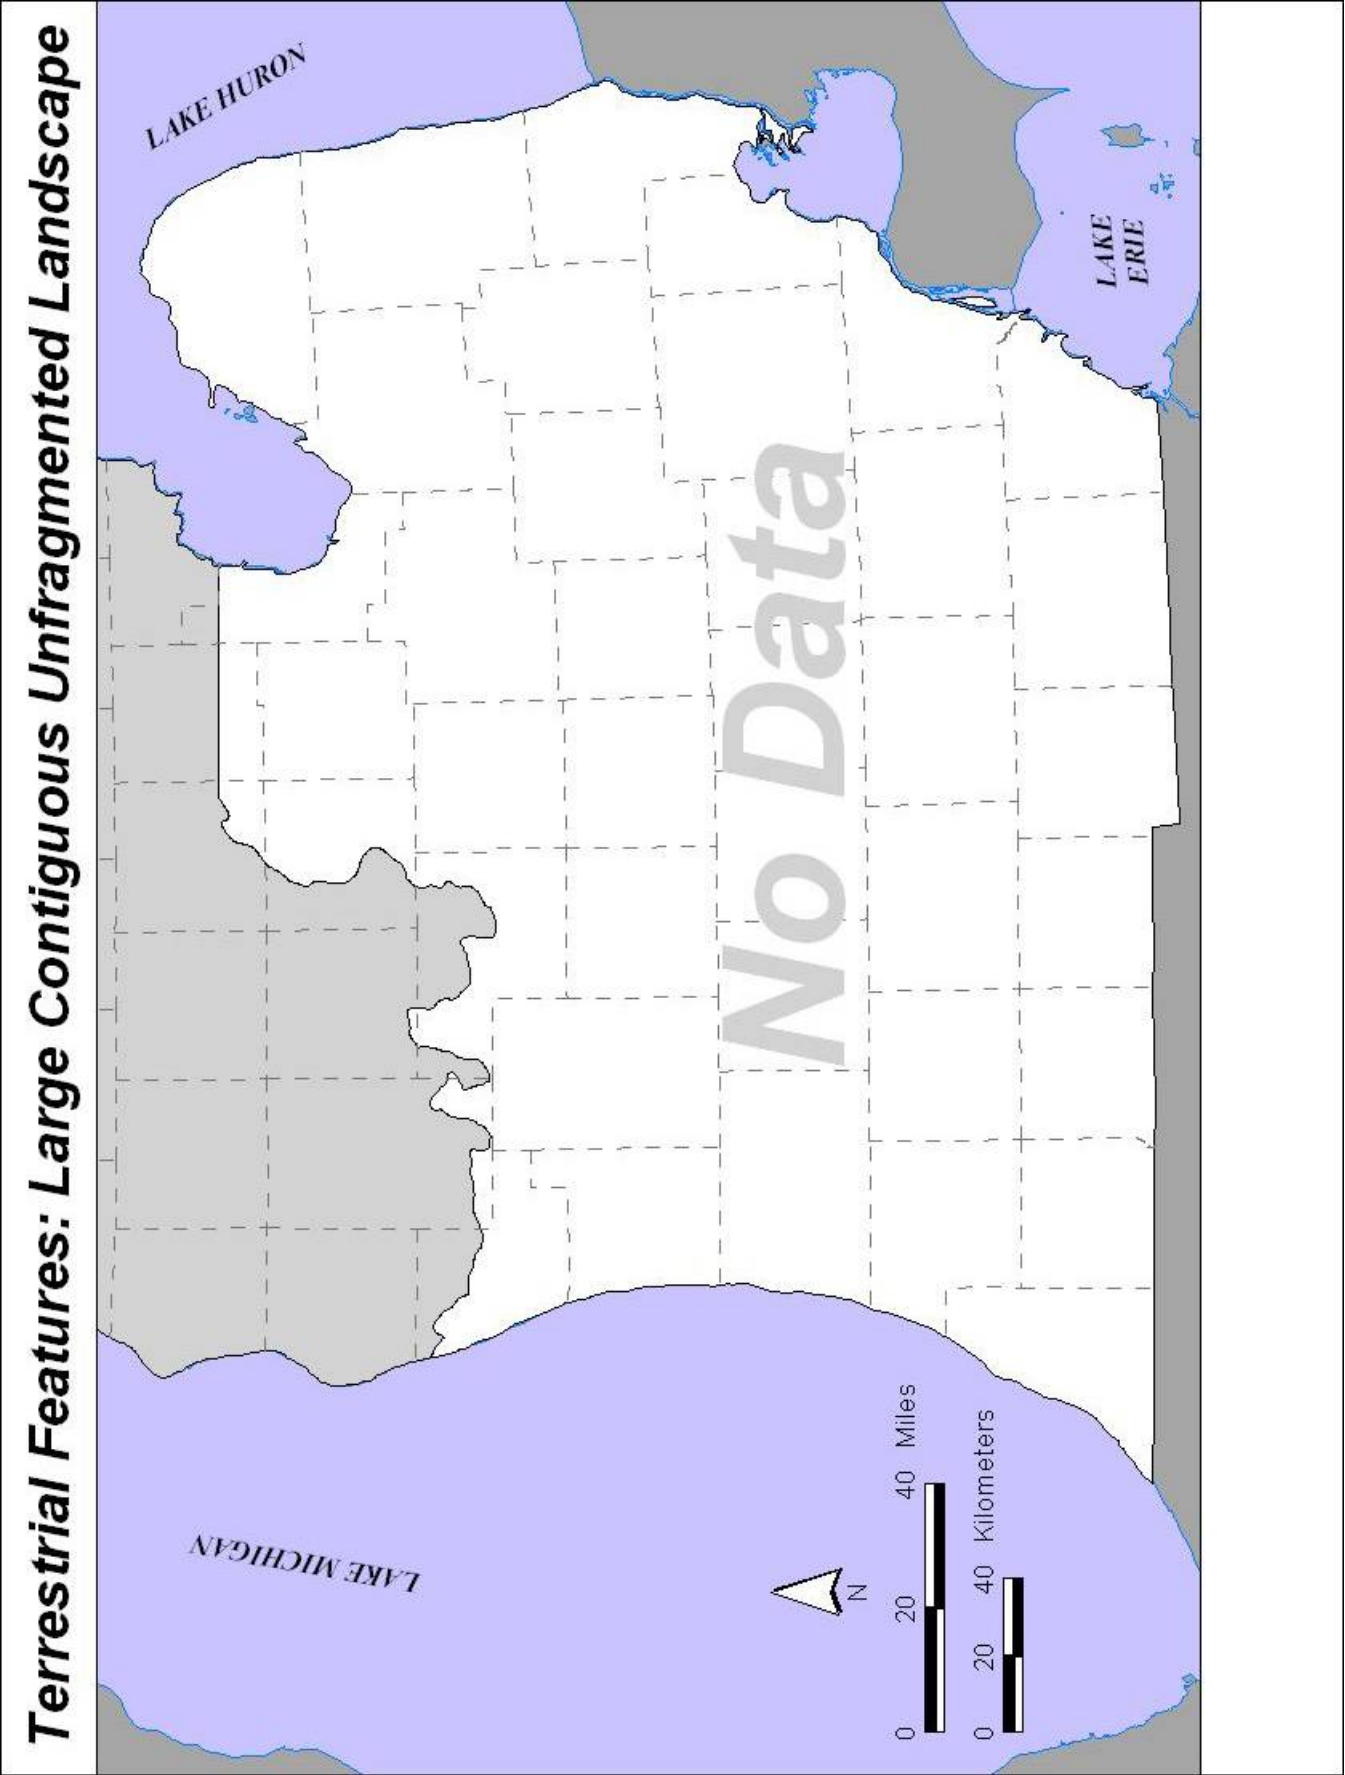 Terrestrial Features: Large Contiguous Unfragmented Landscape
LAKE HURON
LAKE MICHIGAN
LAKE
ERIE
No Data
N
0 20 40 Miles
0 20 40 Kilometers